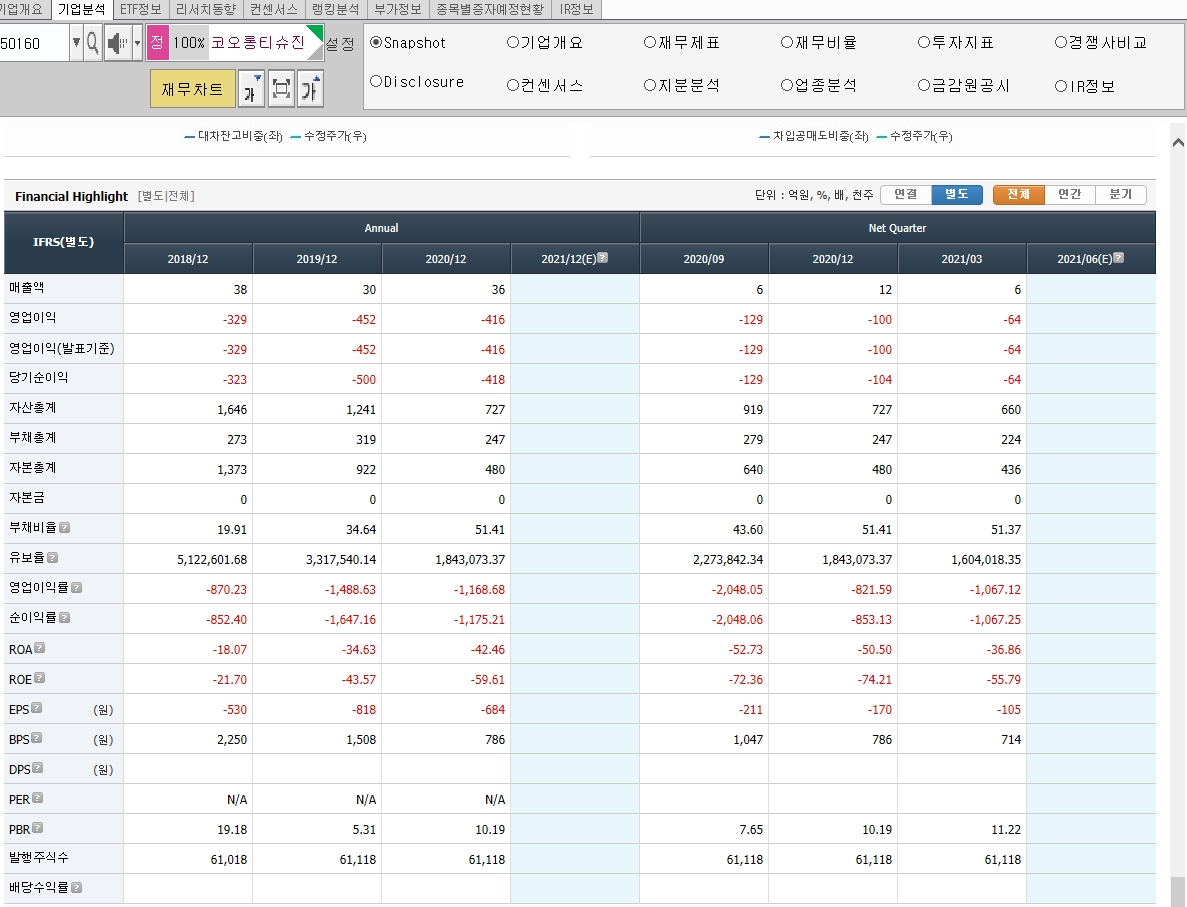 기업개요 기업분석 ETF정보 리서치동향 컨센서스 랭킹분석 부가정보 종목별증자예정현황 IR정보
50160 정 100% 코오롱티슈진 설정
Snapshot 기업개요 재무제표 재무비율 투자지표 경쟁사비교
재무차트 가 가
Disclosure 컨센서스 지분분석 업종분석 금감원공시 IR정보
대차잔고비중(좌) 수정주가(우) 차입공매도비중(좌) 수정주가(우)
Financial Highlight [별도|전체] 단위 : 억원, %, 배, 천주 연결 별도 전체 연간 분기
IFRS(별도) Annual Net Quarter
2018/12 2019/12 2020/12 2021/12(E) 2020/09 2020/12 2021/03 2021/06(E)
매출액 38 30 36 6 12 6
영업이익 -329 -452 -416 -129 -100 -64
영업이익(발표기준) -329 -452 -416 -129 -100 -64
당기순이익 -323 -500 -418 -129 -104 -64
자산총계 1,646 1,241 727 919 727 660
부채총계 273 319 247 279 247 224
자본총계 1,373 922 480 640 480 436
자본금 0 0 0 0 0 0
부채비율 19.91 34.64 51.41 43.60 51.41 51.37
유보율 5,122,601.68 3,317,540.14 1,843,073.37 2,273,842.34 1,843,073.37 1,604,018.35
영업이익률 -870.23 -1,488.63 -1,168.68 -2,048.05 -821.59 -1,067.12
순이익률 -852.40 -1,647.16 -1,175.21 -2,048.06 -853.13 -1,067.25
ROA -18.07 -34.63 -42.46 -52.73 -50.50 -36.86
ROE -21.70 -43.57 -59.61 -72.36 -74.21 -55.79
EPS (원) -530 -818 -684 -211 -170 -105
BPS (원) 2,250 1,508 786 1,047 786 714
DPS (원)
PER N/A N/A N/A
PBR 19.18 5.31 10.19 7.65 10.19 11.22
발행주식수 61,018 61,118 61,118 61,118 61,118 61,118
배당수익률